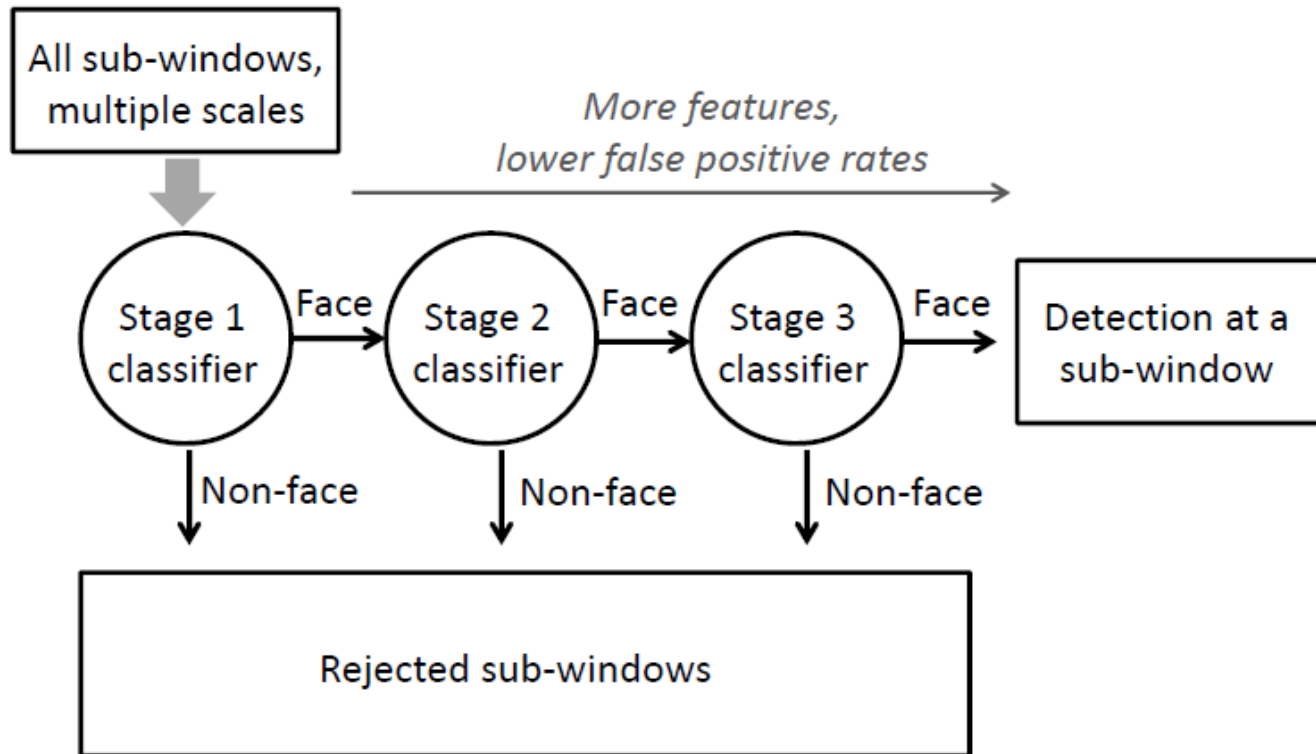 All sub-windows,
multiple scales
More features,
lower false positive rates
Stage 1
classifier
Face
Stage 2
classifier
Face
Stage 3
classifier
Face
Detection at a
sub-window
Non-face
Non-face
Non-face
Rejected sub-windows